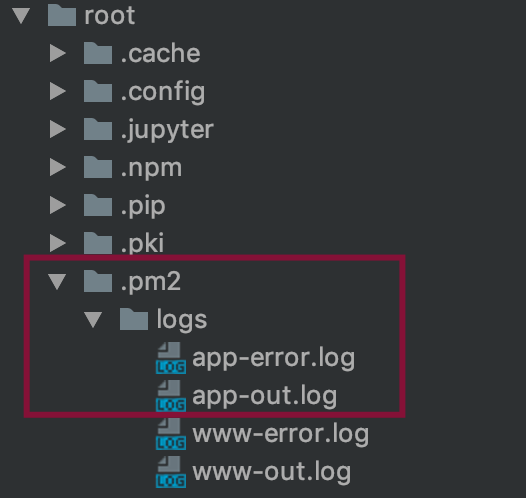 root
.cache
.config
.jupyter
.npm
.pip
.pki
.pm2
logs
LOG app-error.log
LOG app-out.log
LOG www-error.log
LOG www-out.log